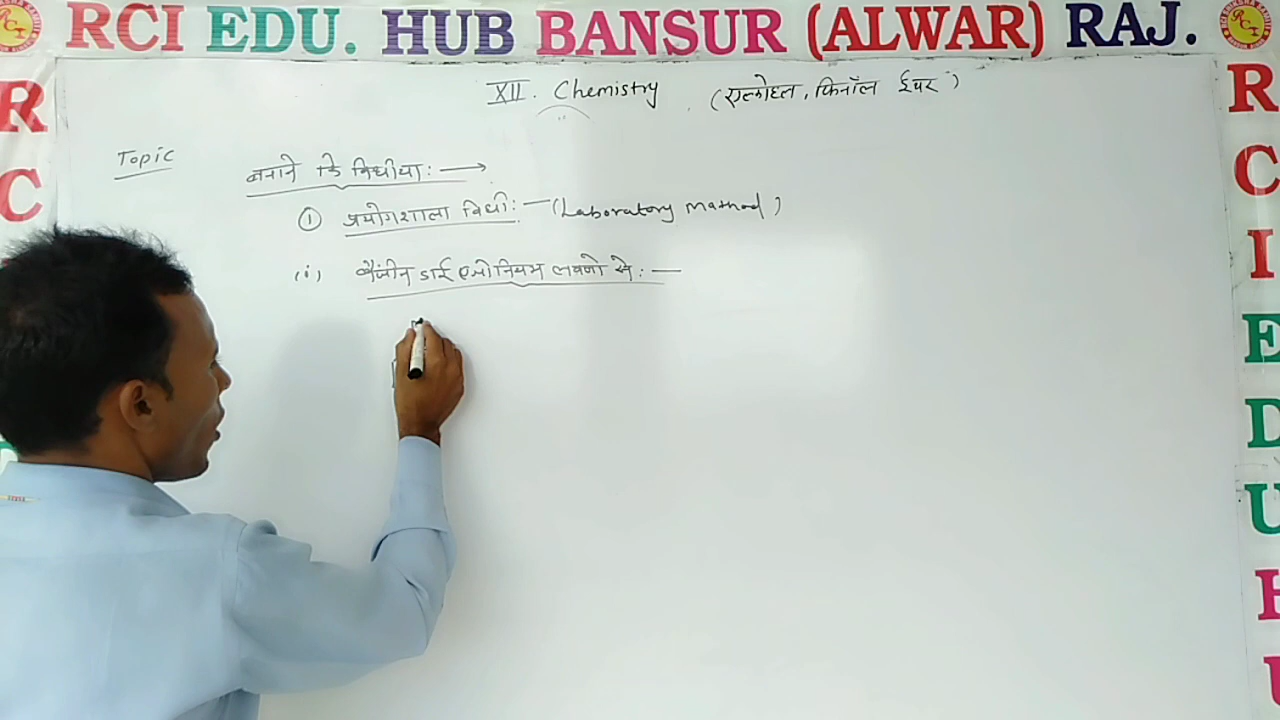 RCI EDU. HUB BANSUR (ALWAR) RAJ.
XII. Chemistry (एल्कोहल, फिनॉल ईथर)
Topic
बनाने कि विधीया:
① प्रयोगशाला विधी:— (Laboratory Mathod)
(i) बैंजीन डाई एजोनियम लवणो से:—
R
C
R
C
I
E
D
U
H
U